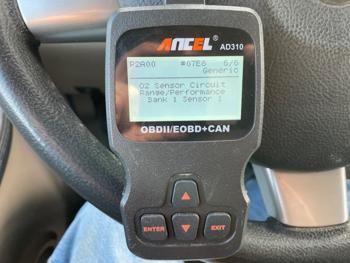 ANCEL
AD310
P2A00 #07E8 6/6
Generic
O2 Sensor Circuit
Range/Performance
Bank 1 Sensor 1
OBDII/EOBD+CAN
ENTER
EXIT